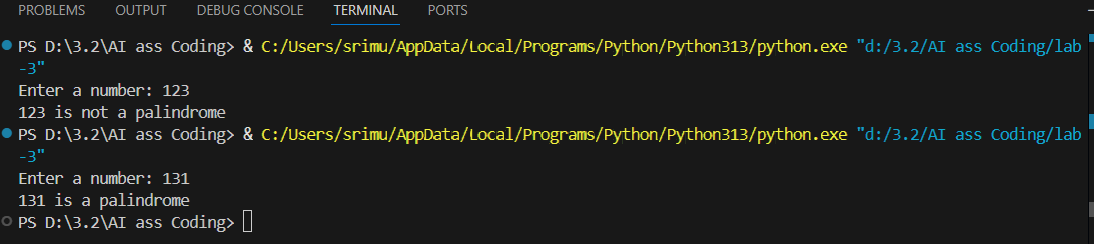 PROBLEMS OUTPUT DEBUG CONSOLE TERMINAL PORTS
PS D:\3.2\AI ass Coding> & C:/Users/srimu/AppData/Local/Programs/Python/Python313/python.exe "d:/3.2/AI ass Coding/lab
-3"
Enter a number: 123
123 is not a palindrome
PS D:\3.2\AI ass Coding> & C:/Users/srimu/AppData/Local/Programs/Python/Python313/python.exe "d:/3.2/AI ass Coding/lab
-3"
Enter a number: 131
131 is a palindrome
PS D:\3.2\AI ass Coding>